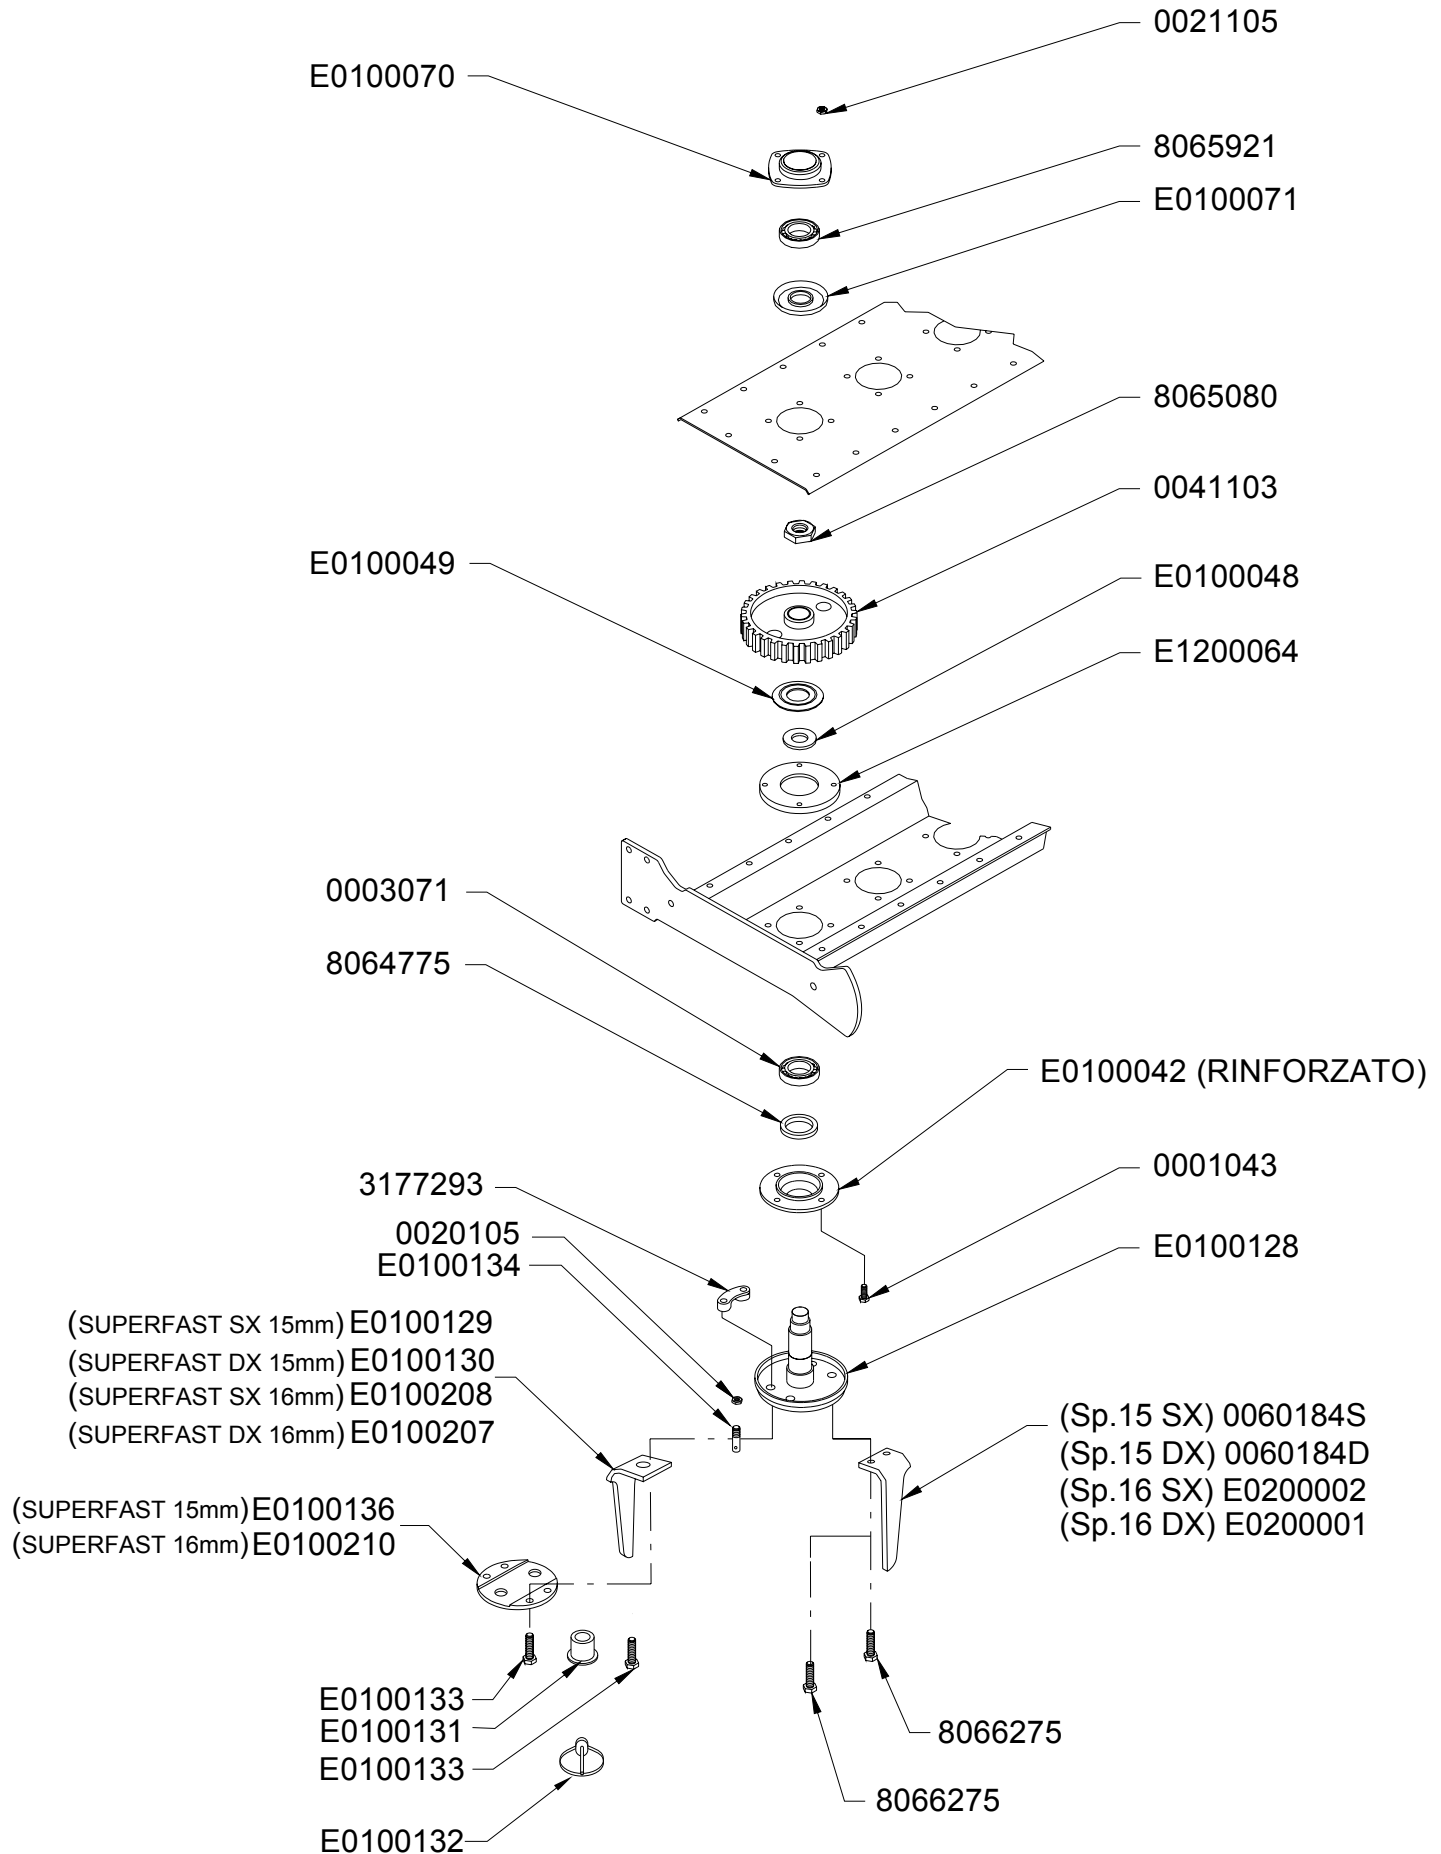 0021105
E0100070
8065921
E0100071
8065080
0041103
E0100049
E0100048
E1200064
0003071
8064775
E0100042 (RINFORZATO)
0001043
3177293
0020105
E0100128
E0100134
(SUPERFAST SX 15mm) E0100129
(SUPERFAST DX 15mm) E0100130
(SUPERFAST SX 16mm) E0100208
(SUPERFAST DX 16mm) E0100207
(Sp.15 SX) 0060184S
(Sp.15 DX) 0060184D
(Sp.16 SX) E0200002
(Sp.16 DX) E0200001
(SUPERFAST 15mm) E0100136
(SUPERFAST 16mm) E0100210
E0100133
E0100131
E0100133
8066275
8066275
E0100132